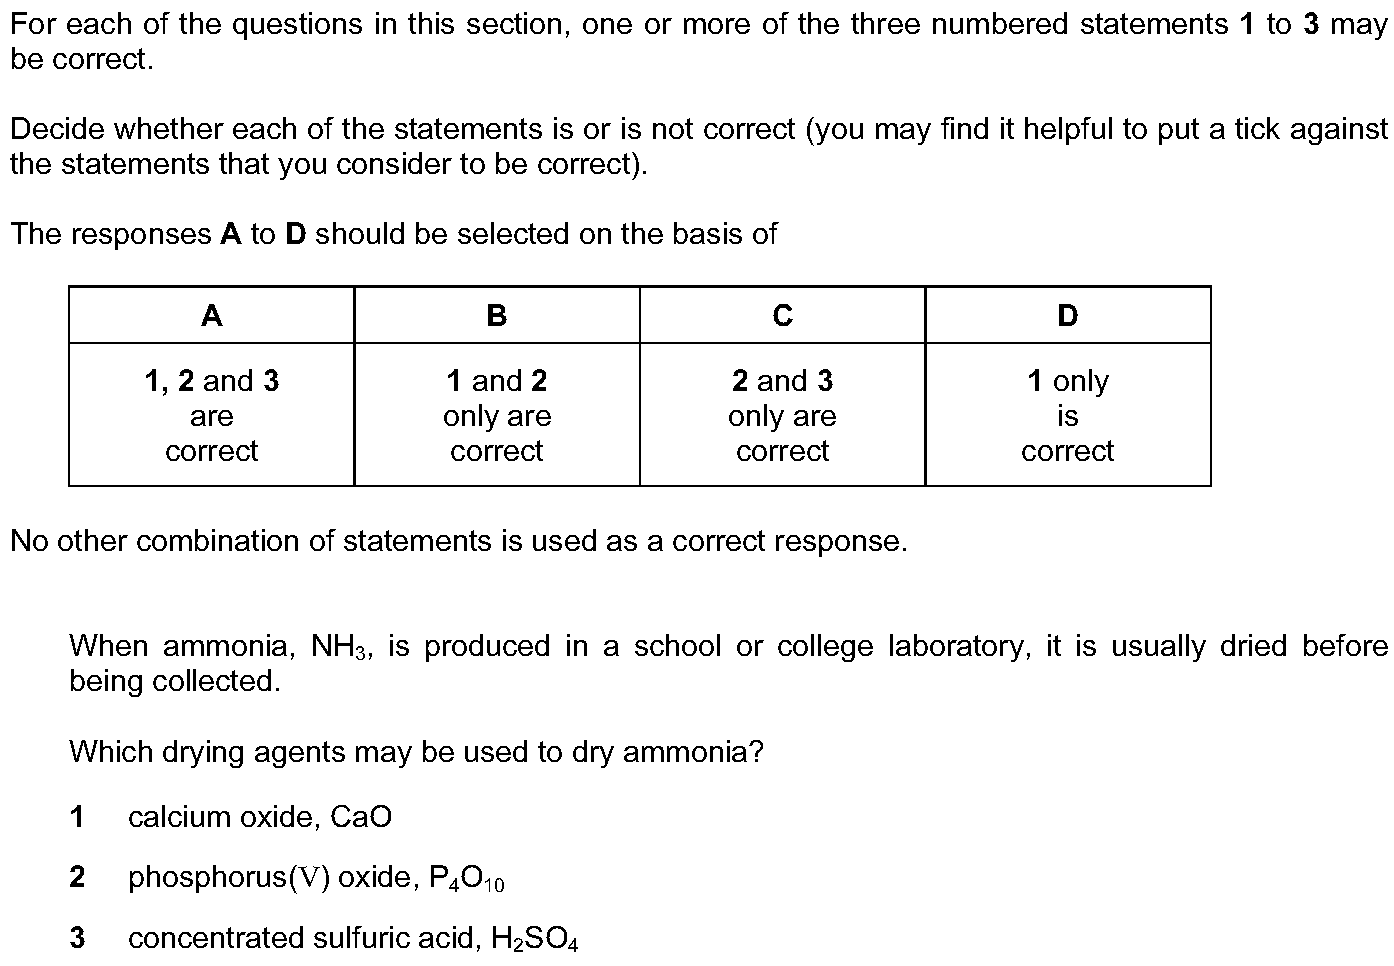 For each of the questions in this section, one or more of the three numbered statements 1 to 3 may
be correct.
Decide whether each of the statements is or is not correct (you may find it helpful to put a tick against
the statements that you consider to be correct).
The responses A to D should be selected on the basis of
A B C D
1, 2 and 3 1 and 2 2 and 3 1 only
are only are only are is
correct correct correct correct
No other combination of statements is used as a correct response.
When ammonia, NH₃, is produced in a school or college laboratory, it is usually dried before
being collected.
Which drying agents may be used to dry ammonia?
1 calcium oxide, CaO
2 phosphorus(V) oxide, P₄O₁₀
3 concentrated sulfuric acid, H₂SO₄